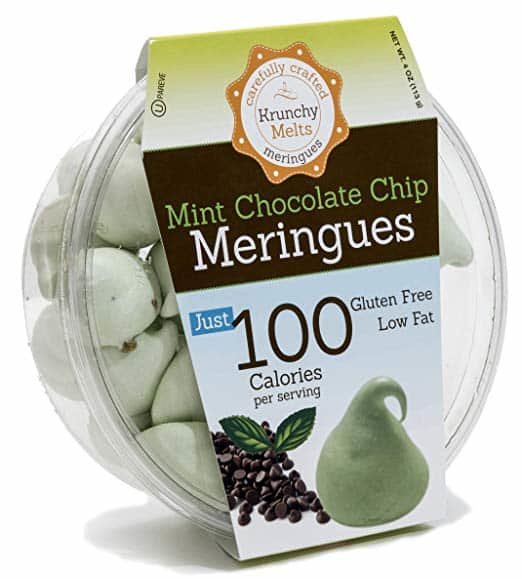 carefully crafted
Krunchy
Melts
meringues
NET WT. 4 OZ (113 g)
U PAREVE
Mint Chocolate Chip
Meringues
Just 100
Calories
per serving
Gluten Free
Low Fat